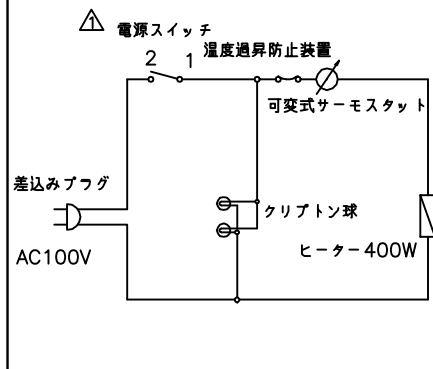 1
電源スイッチ
2 1
温度過昇防止装置
可変式サーモスタット
差込みプラグ
クリプトン球
ヒーター400W
AC100V